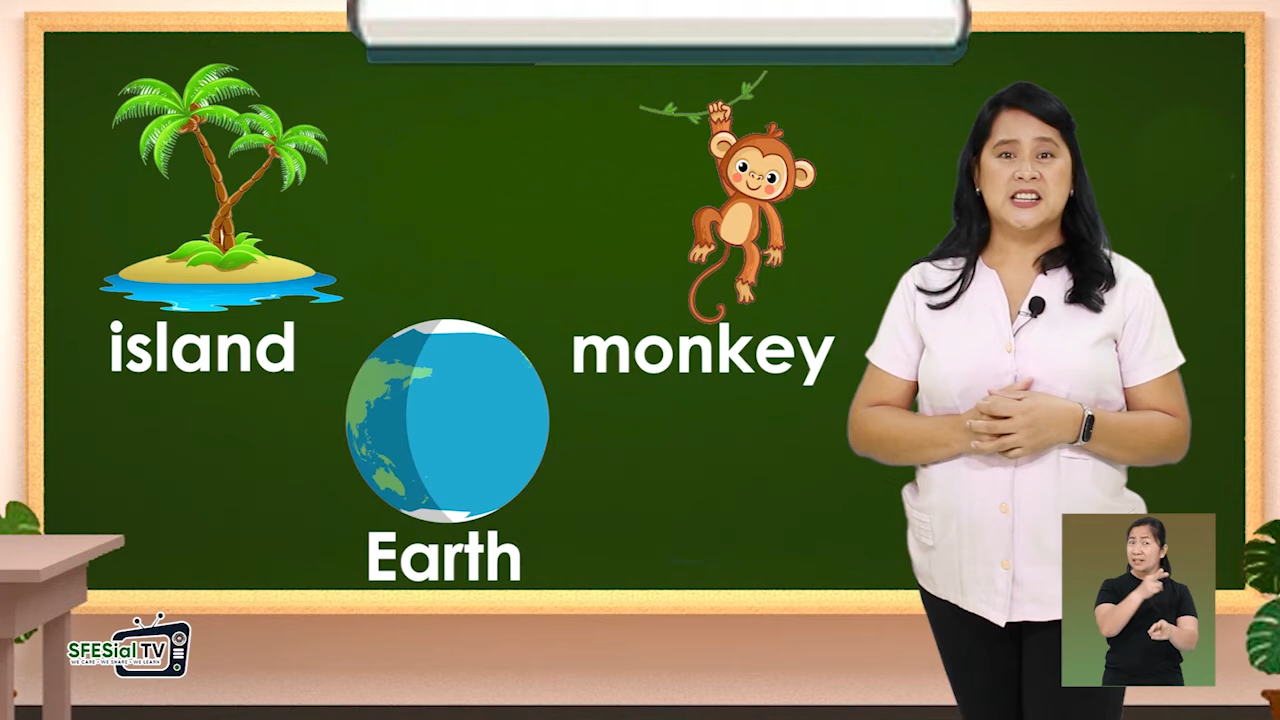 island
monkey
Earth
SFESial TV
WE CARE • WE SHARE • WE LEARN